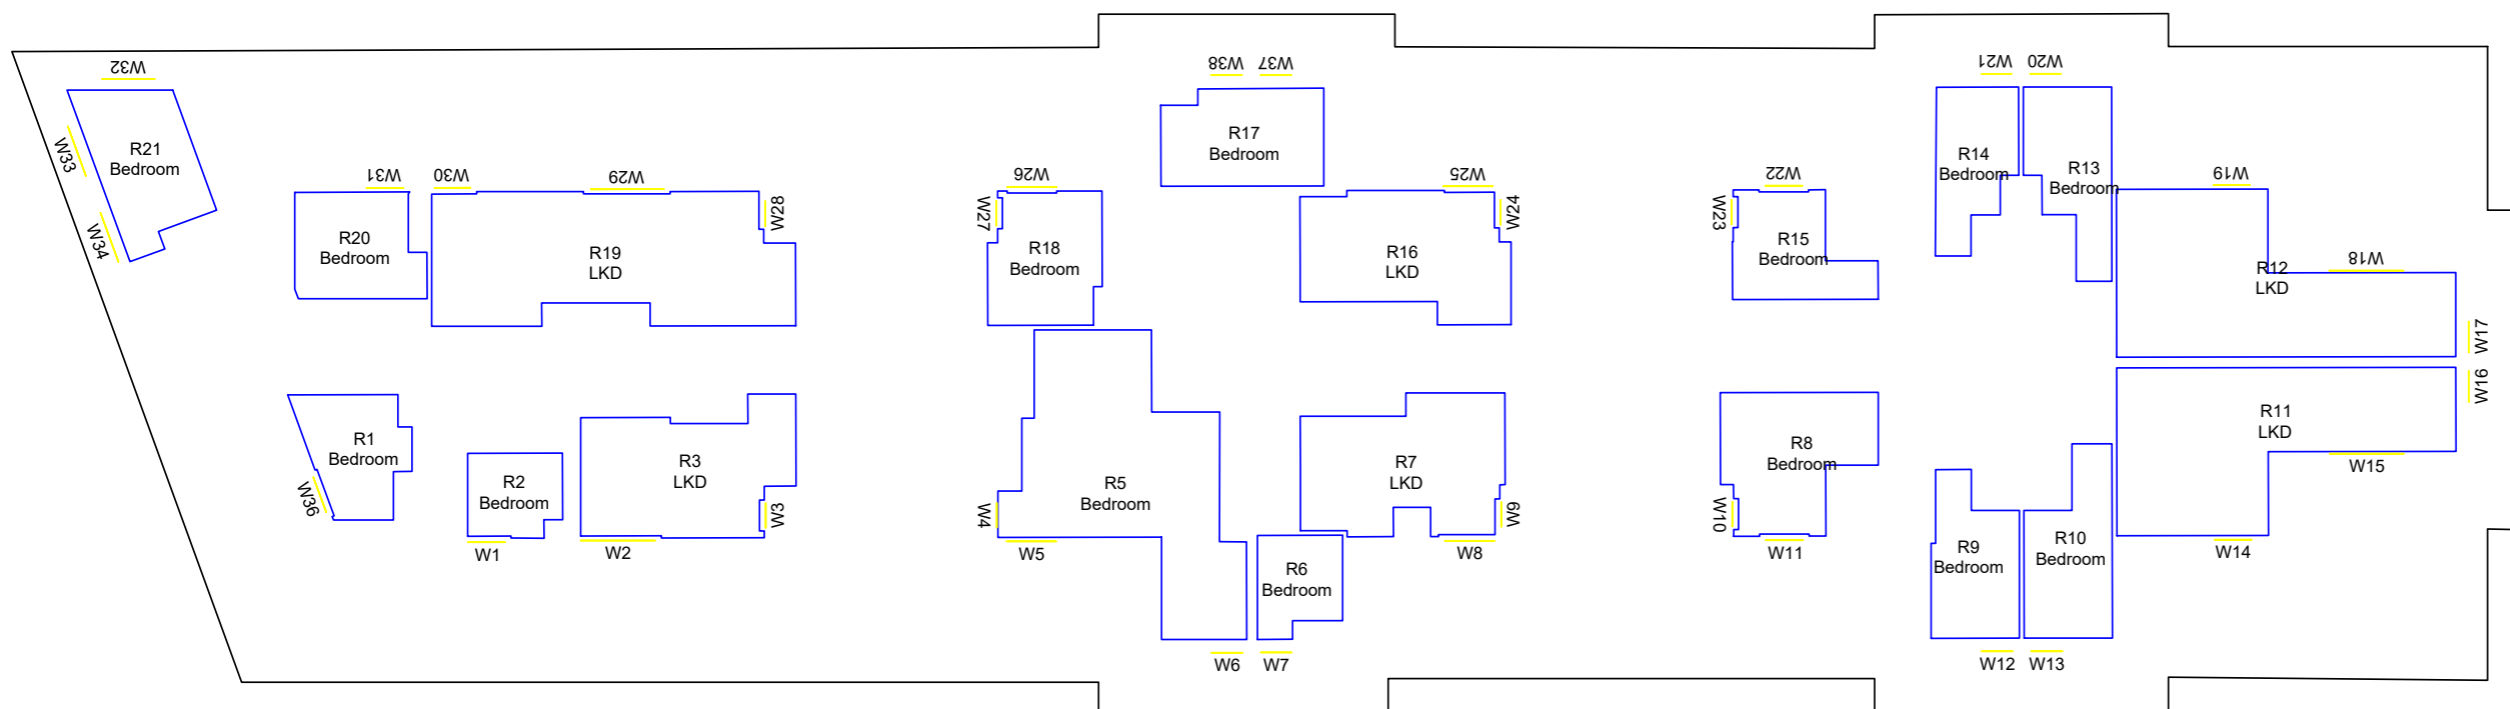 W32
W38 W37
W21 W20
W33
R21
Bedroom
R17
Bedroom
R14
Bedroom
R13
Bedroom
W31 W30 W29 W26 W25 W22 W19
W34
W28
W27
W24
W23
R20
Bedroom
R19
LKD
R18
Bedroom
R16
LKD
R15
Bedroom
R12
LKD
W18
W17
W16
R1
Bedroom
W36
R2
Bedroom
R3
LKD
W3
W1
W2
R5
Bedroom
W4
W5
R7
LKD
W9
W8
R6
Bedroom
W6 W7
R8
Bedroom
W10
W11
R9
Bedroom
R10
Bedroom
W12 W13
R11
LKD
W15
W14